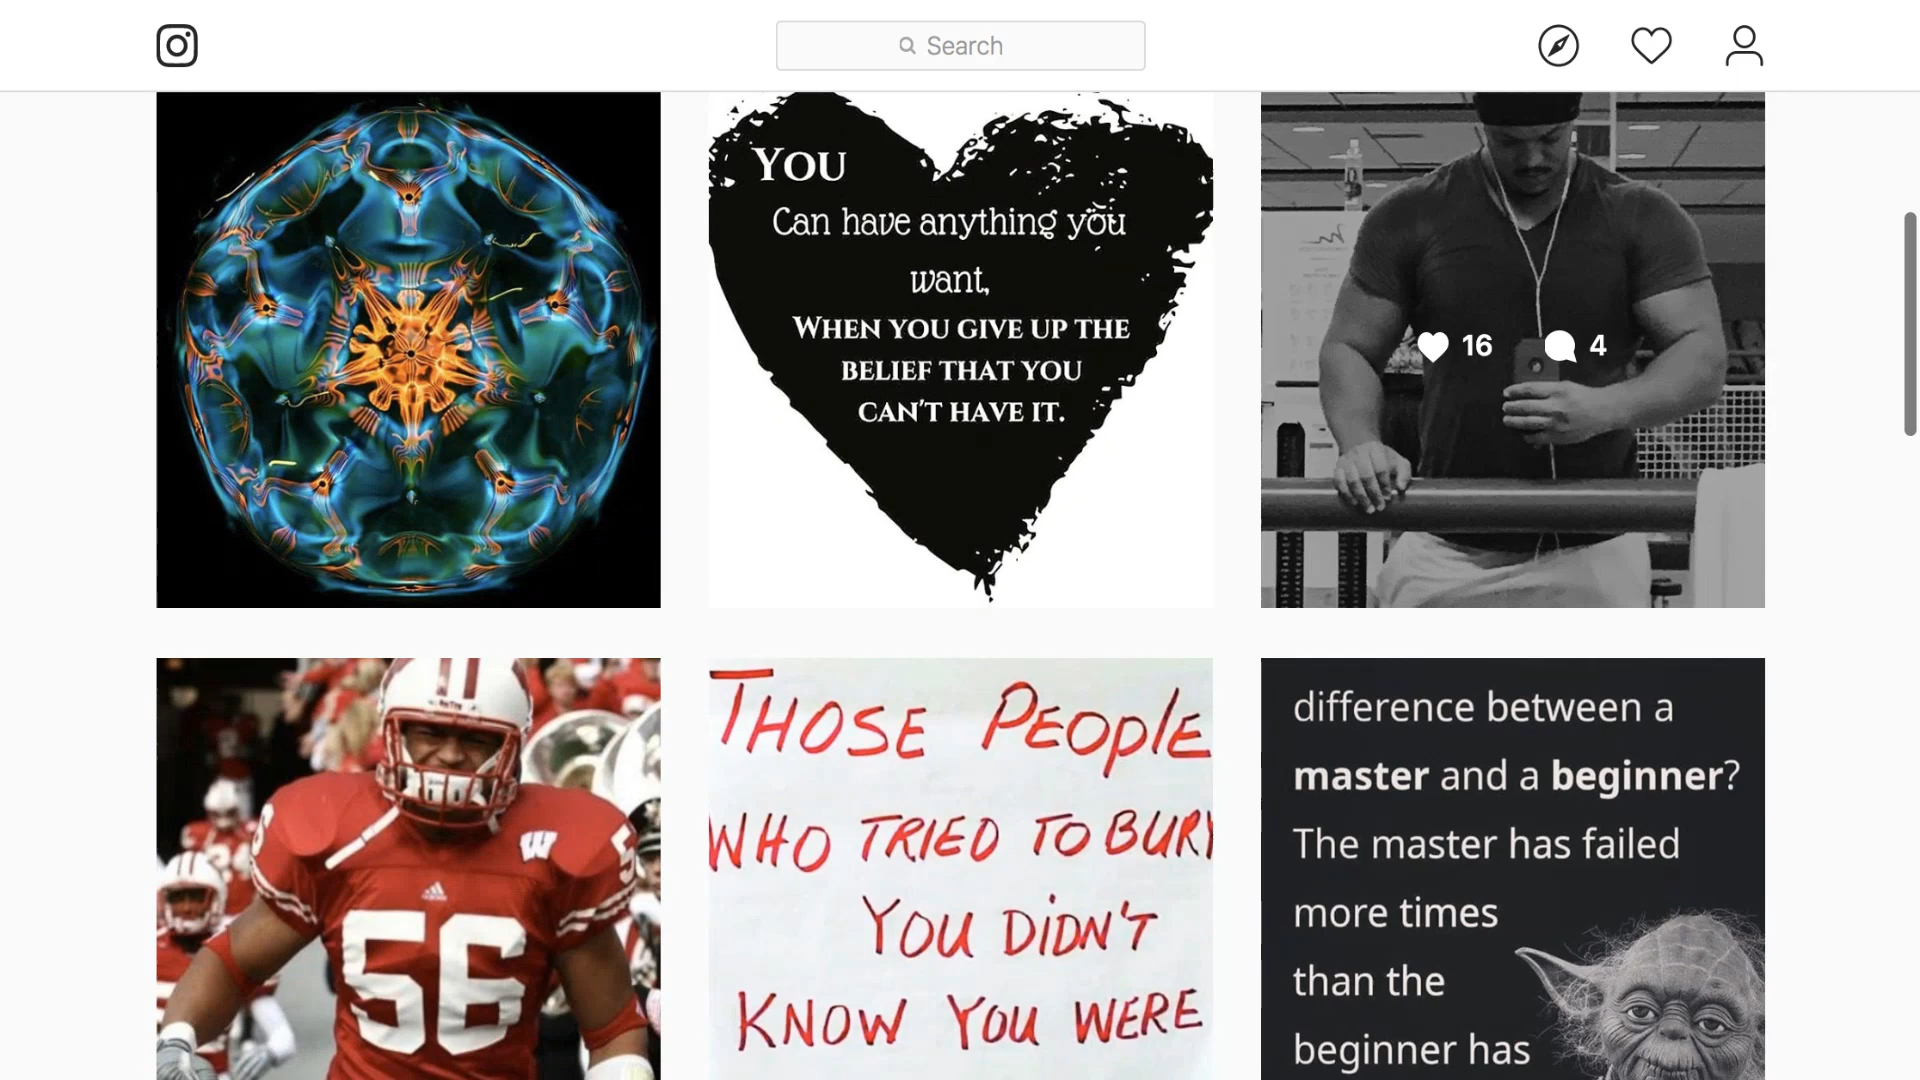 Search
YOU
Can have anything you
want,
WHEN YOU GIVE UP THE
BELIEF THAT YOU
CAN'T HAVE IT.
16
4
W
56
THOSE PEOPlE
WHO TRIED TO BURY
YOU DiDN'T
KNOW YOU WERE
difference between a
master and a beginner?
The master has failed
more times
than the
beginner has